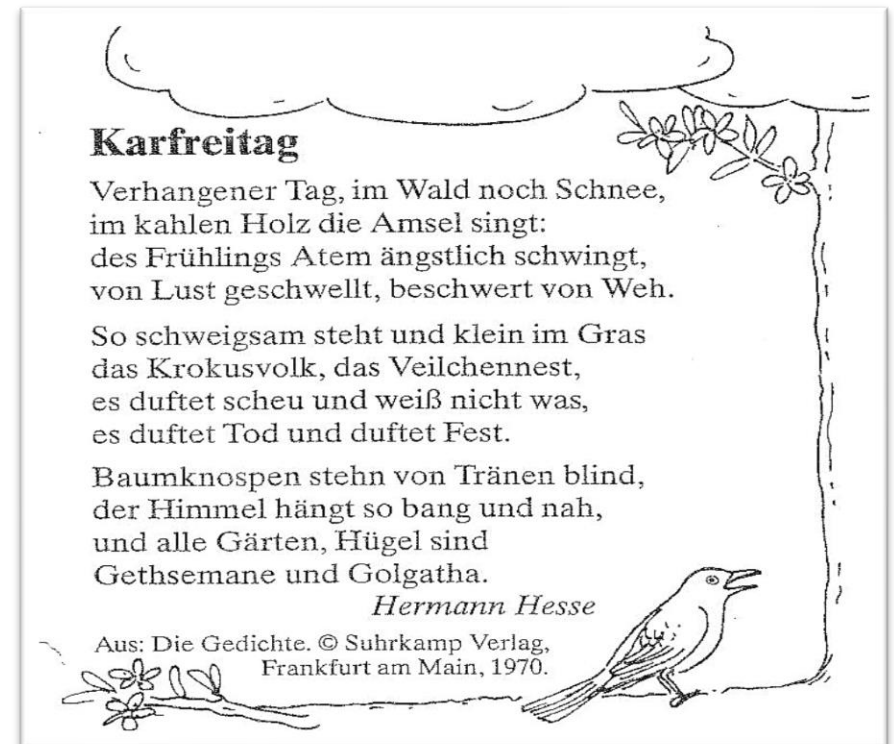 Karfreitag
Verhangener Tag, im Wald noch Schnee,
im kahlen Holz die Amsel singt:
des Frühlings Atem ängstlich schwingt,
von Lust geschwellt, beschwert von Weh.
So schweigsam steht und klein im Gras
das Krokusvolk, das Veilchennest,
es duftet scheu und weiß nicht was,
es duftet Tod und duftet Fest.
Baumknospen stehn von Tränen blind,
der Himmel hängt so bang und nah,
und alle Gärten, Hügel sind
Gethsemane und Golgatha.
Hermann Hesse
Aus: Die Gedichte. © Suhrkamp Verlag,
Frankfurt am Main, 1970.